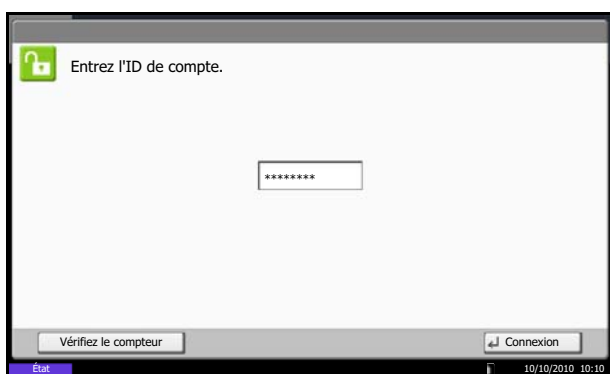 Entrez l'ID de compte.
********
Vérifiez le compteur
Connexion
État
10/10/2010 10:10